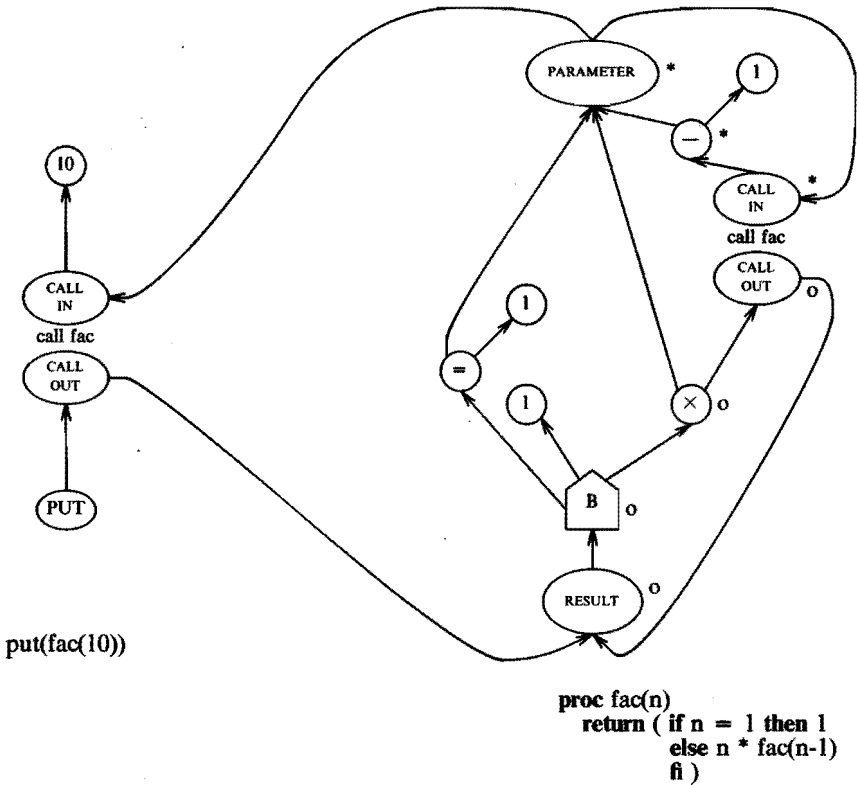 PARAMETER
*
1
—
*
10
CALL
IN
*
call fac
CALL
IN
call fac
CALL
OUT
o
1
CALL
OUT
=
1
×
o
PUT
B
o
RESULT
o
put(fac(10))
proc fac(n)
return ( if n = 1 then 1
else n * fac(n-1)
fi )